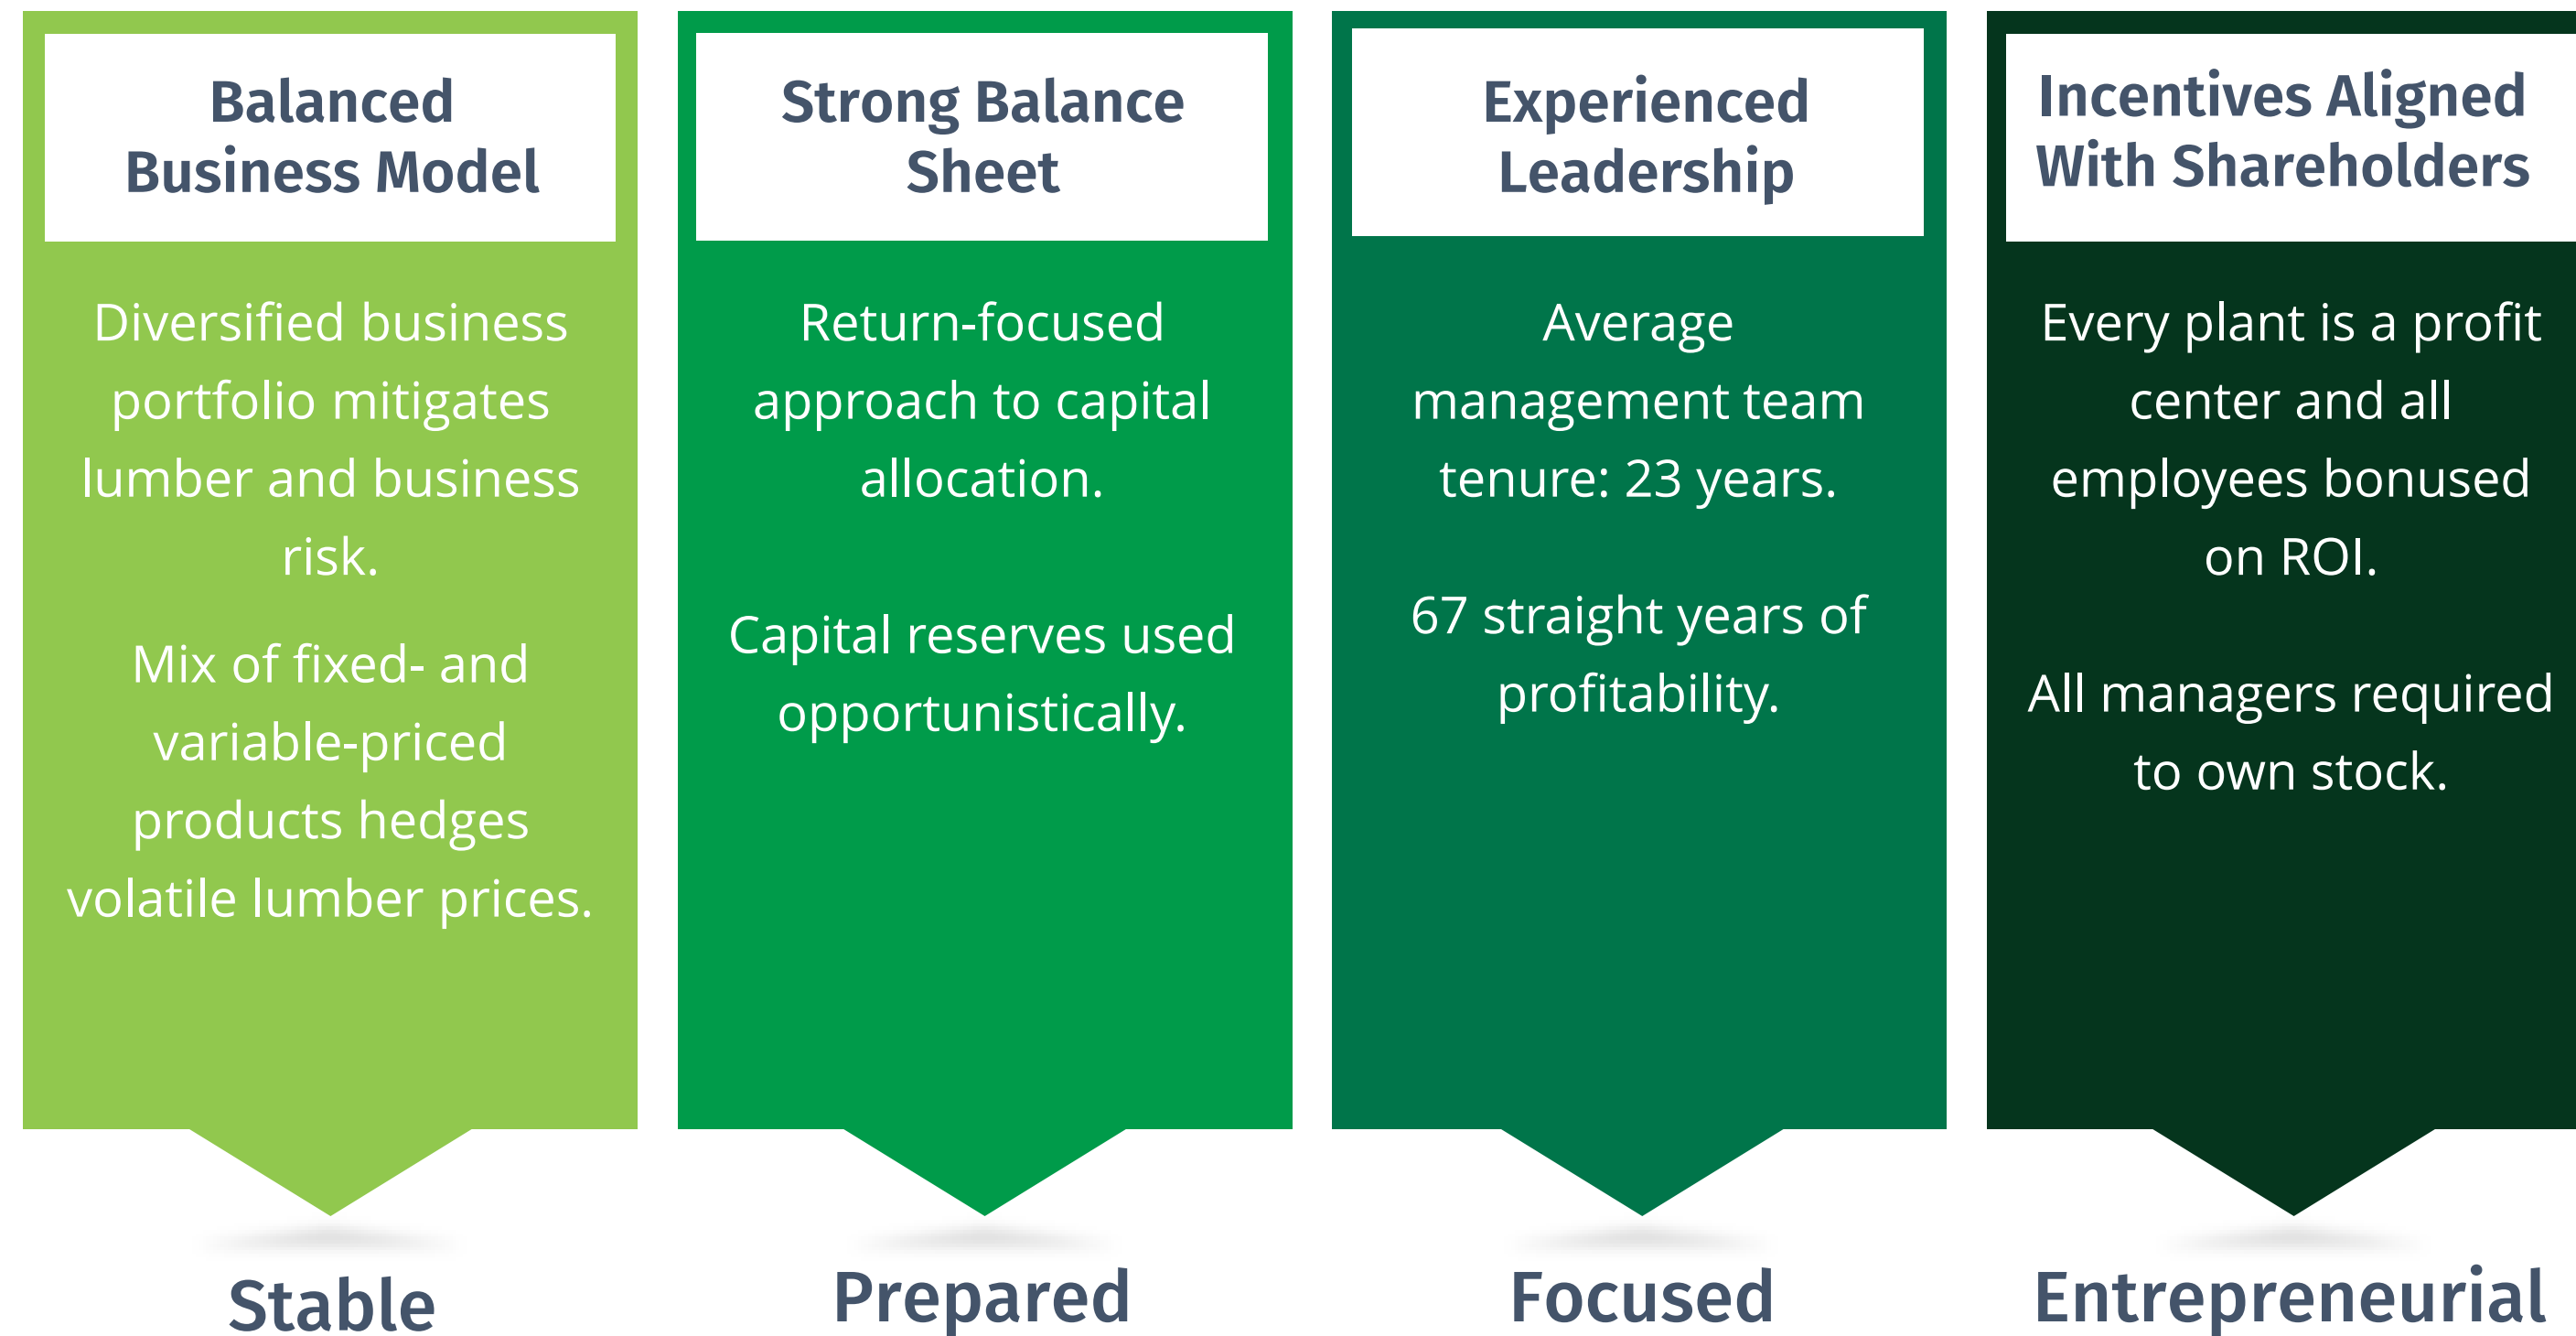 Balanced
Business Model
Diversified business
portfolio mitigates
lumber and business
risk.
Mix of fixed- and
variable-priced
products hedges
volatile lumber prices.
Stable
Strong Balance
Sheet
Return-focused
approach to capital
allocation.
Capital reserves used
opportunistically.
Prepared
Experienced
Leadership
Average
management team
tenure: 23 years.
67 straight years of
profitability.
Focused
Incentives Aligned
With Shareholders
Every plant is a profit
center and all
employees bonused
on ROI.
All managers required
to own stock.
Entrepreneurial